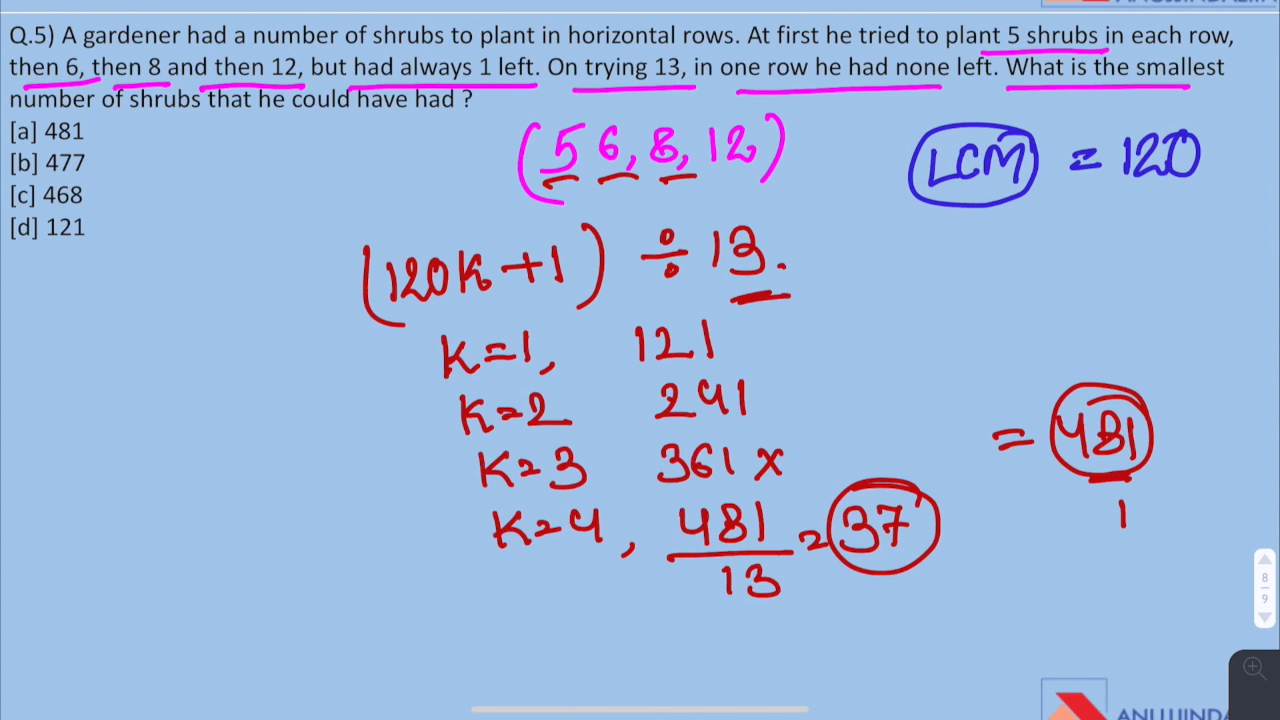 Q.5) A gardener had a number of shrubs to plant in horizontal rows. At first he tried to plant 5 shrubs in each row,
then 6, then 8 and then 12, but had always 1 left. On trying 13, in one row he had none left. What is the smallest
number of shrubs that he could have had ?
[a] 481
[b] 477
[c] 468
[d] 121
(5 6, 8, 12)
LCM = 120
(120K+1) ÷ 13.
K=1, 121
K=2 241
K=3 361 x
K=4, 481/13 = 37
= 481
1
8
9